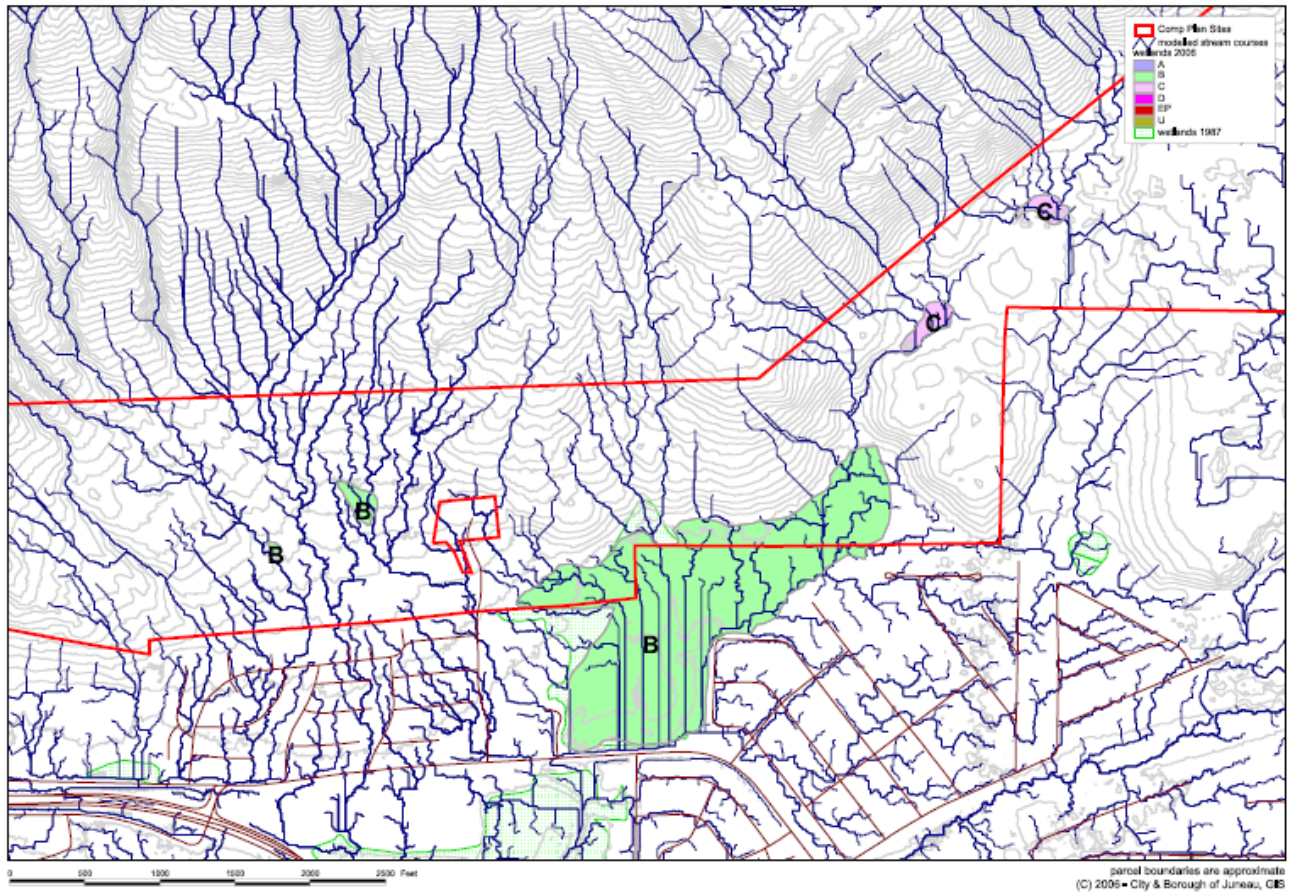 Comp Plan Sites
modelled stream courses
wetlands 2006
A
B
C
D
EP
U
wetlands 1987
C
C
B
B
B
0 500 1000 1500 2000 2500 Feet
parcel boundaries are approximate
(C) 2006 - City & Borough of Juneau, GIS